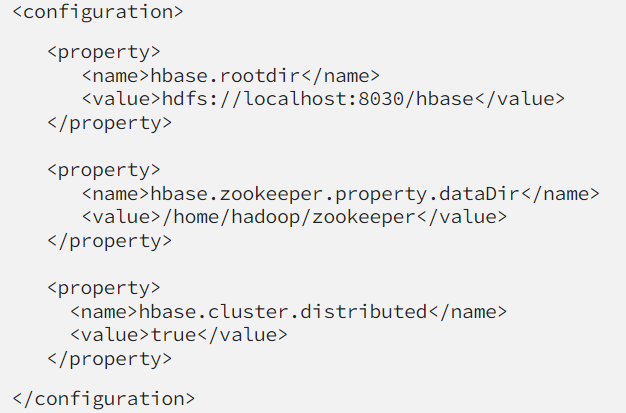 <configuration>
<property>
<name>hbase.rootdir</name>
<value>hdfs://localhost:8030/hbase</value>
</property>
<property>
<name>hbase.zookeeper.property.dataDir</name>
<value>/home/hadoop/zookeeper</value>
</property>
<property>
<name>hbase.cluster.distributed</name>
<value>true</value>
</property>
</configuration>